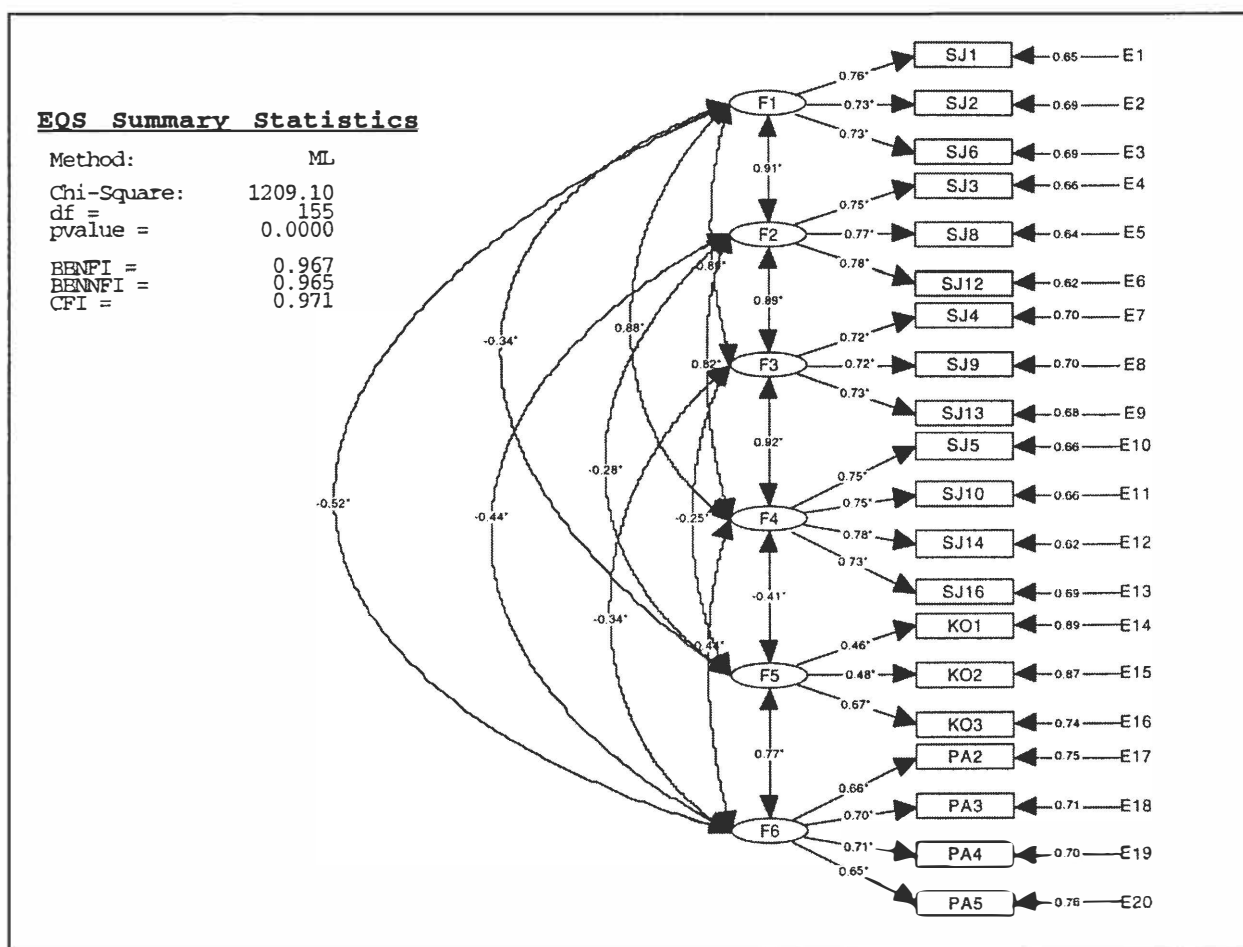 EQS Summary Statistics
Method: ML
Chi-Square: 1209.10
df = 155
pvalue = 0.0000
BBNFI = 0.967
BBNNFI = 0.965
CFI = 0.971
SJ1 0.65 E1
0.76*
F1 0.73* SJ2 0.69 E2
0.73*
SJ6 0.69 E3
0.91*
SJ3 0.66 E4
0.75*
F2 0.77* SJ8 0.64 E5
0.78*
SJ12 0.62 E6
0.89*
SJ4 0.70 E7
0.88*
-0.34*
0.72*
0.82* F3 0.72* SJ9 0.70 E8
0.73*
SJ13 0.68 E9
0.92* SJ5 0.66 E10
-0.28*
0.75*
SJ10 0.66 E11
0.75*
-0.52* -0.44* -0.25* F4
0.78* SJ14 0.62 E12
0.73*
-0.41* SJ16 0.69 E13
-0.34*
KO1 0.89 E14
0.46*
F5 0.48* KO2 0.87 E15
0.67*
KO3 0.74 E16
0.77* PA2 0.75 E17
0.66*
0.70* PA3 0.71 E18
F6
0.71* PA4 0.70 E19
0.65*
PA5 0.76 E20